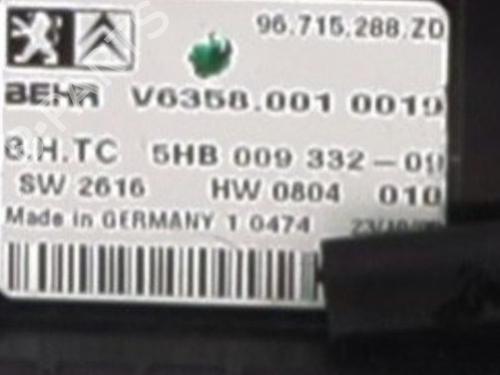 96.715.288.ZD
BEHR V6358.001 0019
B.H.TC 5HB 009 332-
SW 2616 HW 0804 010
Made in GERMANY 1 0474